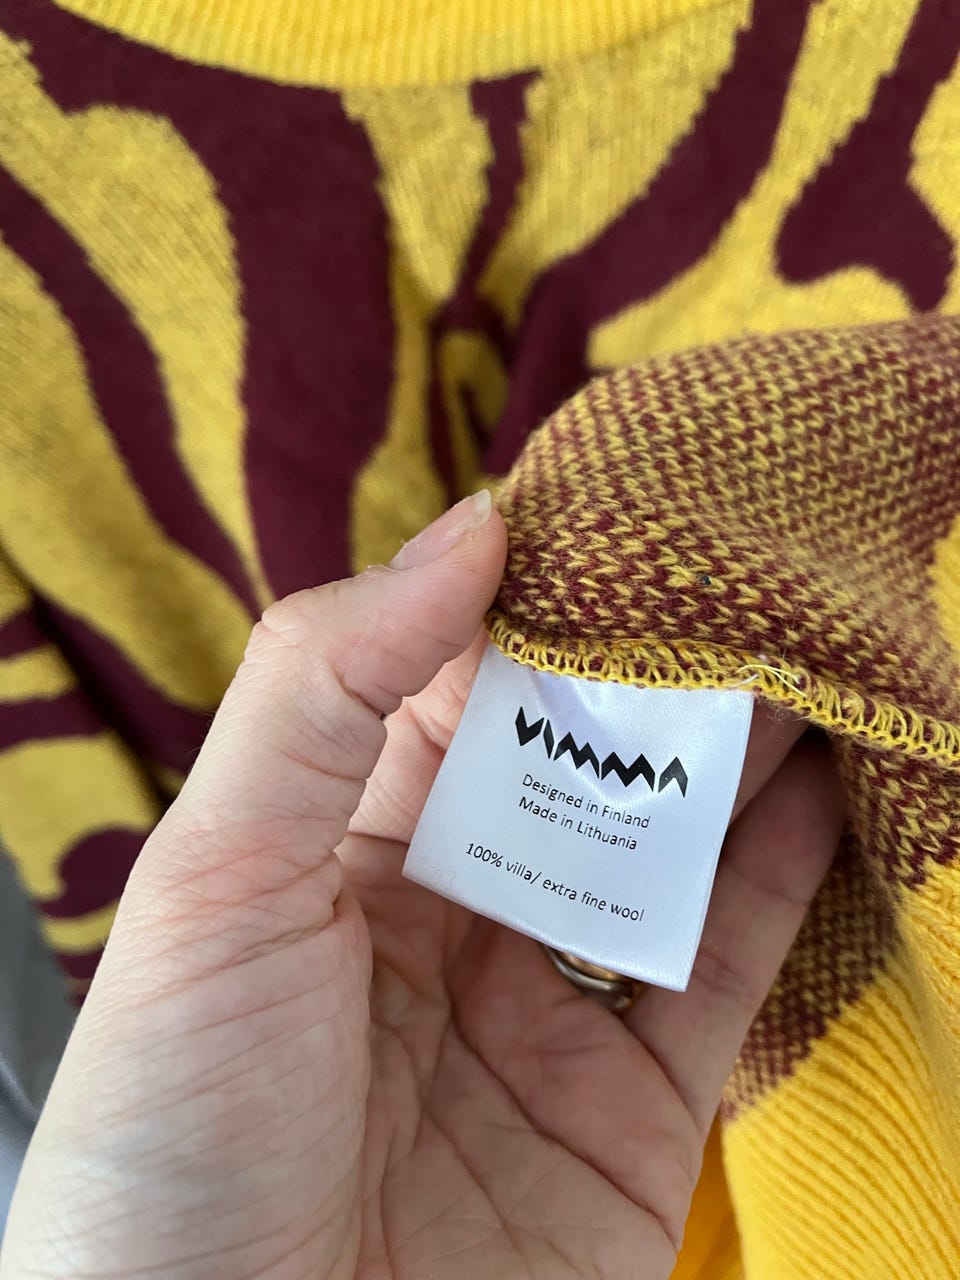 VIMMA
Designed in Finland
Made in Lithuania
100% villa/ extra fine wool